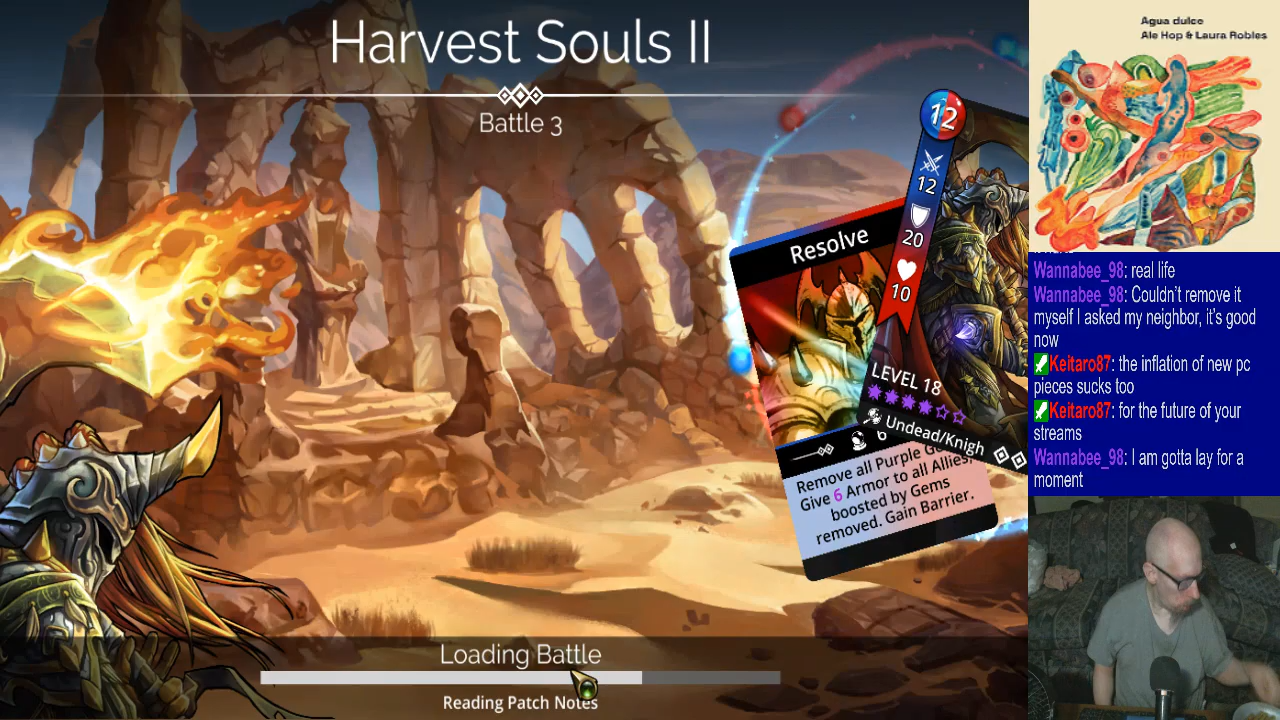 Harvest Souls II
Battle 3
12
12
20
10
Resolve
LEVEL 18
Undead/Knigh
6
Remove all Purple
Give 6 Armor to all Allies,
boosted by Gems
removed. Gain Barrier.
Loading Battle
Reading Patch Notes
Agua dulce
Ale Hop & Laura Robles
Wannabee_98: real life
Wannabee_98: Couldn't remove it
myself I asked my neighbor, it's good
now
Keitaro87: the inflation of new pc
pieces sucks too
Keitaro87: for the future of your
streams
Wannabee_98: I am gotta lay for a
moment